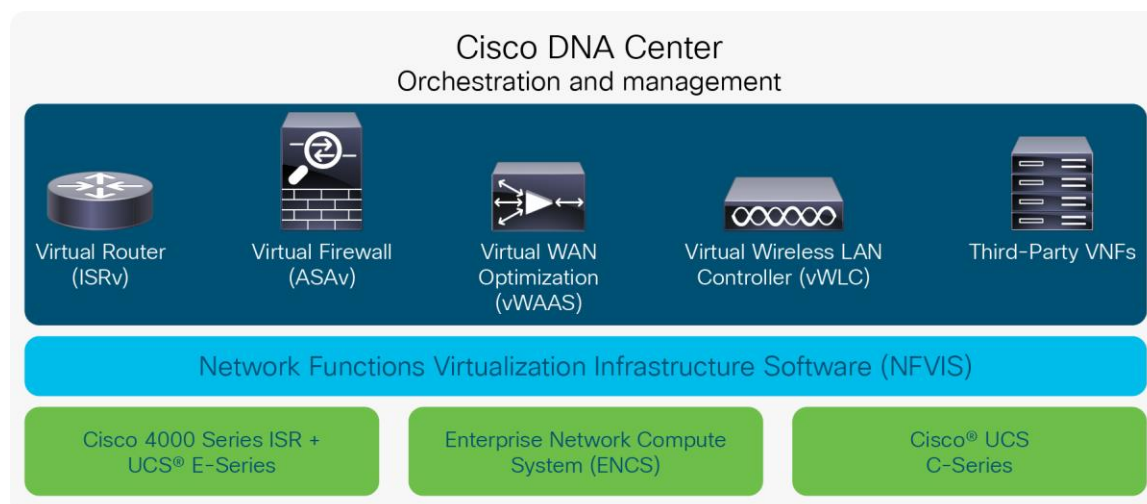 Cisco DNA Center
Orchestration and management
Virtual Router
(ISRv)
Virtual Firewall
(ASAv)
Virtual WAN
Optimization
(vWAAS)
Virtual Wireless LAN
Controller (vWLC)
Third-Party VNFs
Network Functions Virtualization Infrastructure Software (NFVIS)
Cisco 4000 Series ISR +
UCS® E-Series
Enterprise Network Compute
System (ENCS)
Cisco® UCS
C-Series